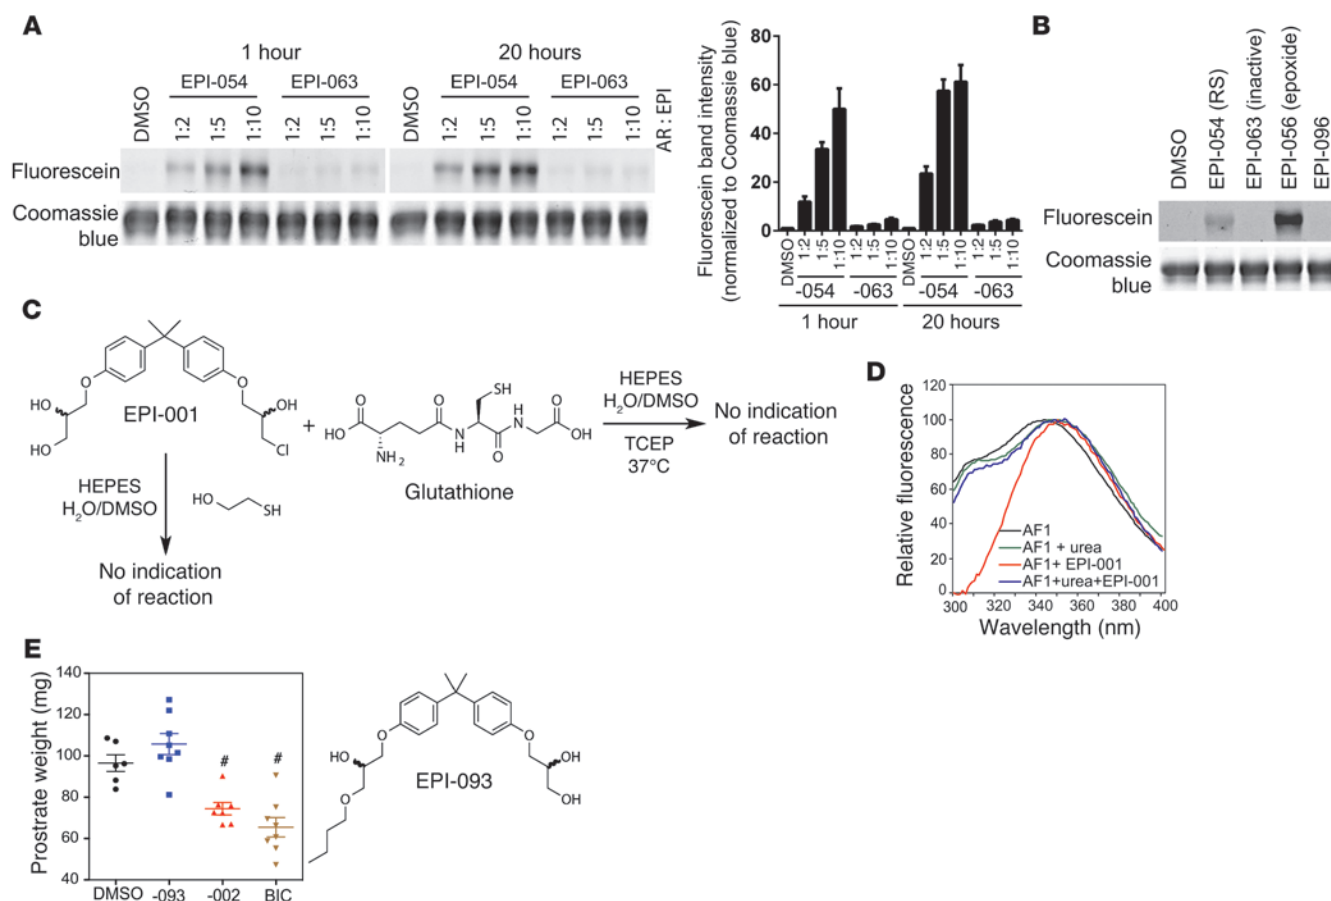 A
1 hour
20 hours
EPI-054
EPI-063
EPI-054
EPI-063
DMSO
1:2
1:5
1:10
1:2
1:5
1:10
DMSO
1:2
1:5
1:10
1:2
1:5
1:10
AR : EPI
Fluorescein
Coomassie
blue
Fluorescein band intensity
(normalized to Coomassie blue)
80
60
40
20
0
DMSO
1:2
1:5
1:10
1:2
1:5
1:10
DMSO
1:2
1:5
1:10
1:2
1:5
1:10
-054
-063
-054
-063
1 hour
20 hours
B
DMSO
EPI-054 (RS)
EPI-063 (inactive)
EPI-056 (epoxide)
EPI-096
Fluorescein
Coomassie
blue
C
O
O
HO
HO
OH
Cl
EPI-001
+
HO
O
NH2
O
N
H
SH
O
H
N
O
OH
Glutathione
HEPES
H2O/DMSO
TCEP
37°C
No indication
of reaction
HEPES
H2O/DMSO
HO
SH
No indication
of reaction
D
Relative fluorescence
120
100
80
60
40
20
0
AF1
AF1 + urea
AF1+ EPI-001
AF1+urea+EPI-001
300
320
340
360
380
400
Wavelength (nm)
E
Prostrate weight (mg)
140
120
100
80
60
40
#
#
DMSO
-093
-002
BIC
O
O
HO
O
OH
OH
EPI-093